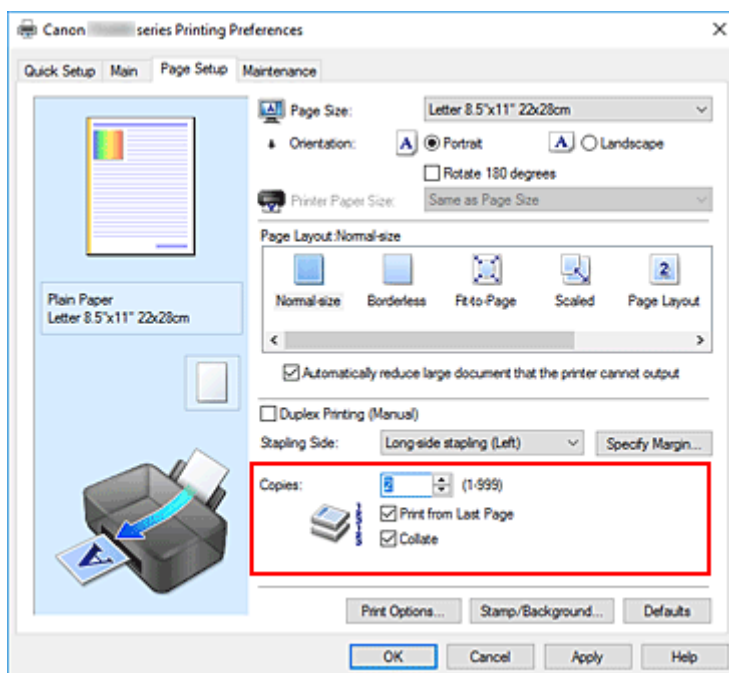 Canon series Printing Preferences
Quick Setup Main Page Setup Maintenance
Page Size: Letter 8.5"x11" 22x28cm
Orientation: A Portrait A Landscape
Rotate 180 degrees
Printer Paper Size: Same as Page Size
Page Layout:Normal-size
2
Normal-size Borderless Fit-to-Page Scaled Page Layout
Plain Paper
Letter 8.5"x11" 22x28cm
Automatically reduce large document that the printer cannot output
Duplex Printing (Manual)
Stapling Side: Long-side stapling (Left) Specify Margin...
Copies: 2 (1-999)
Print from Last Page
Collate
A
Print Options... Stamp/Background... Defaults
OK Cancel Apply Help